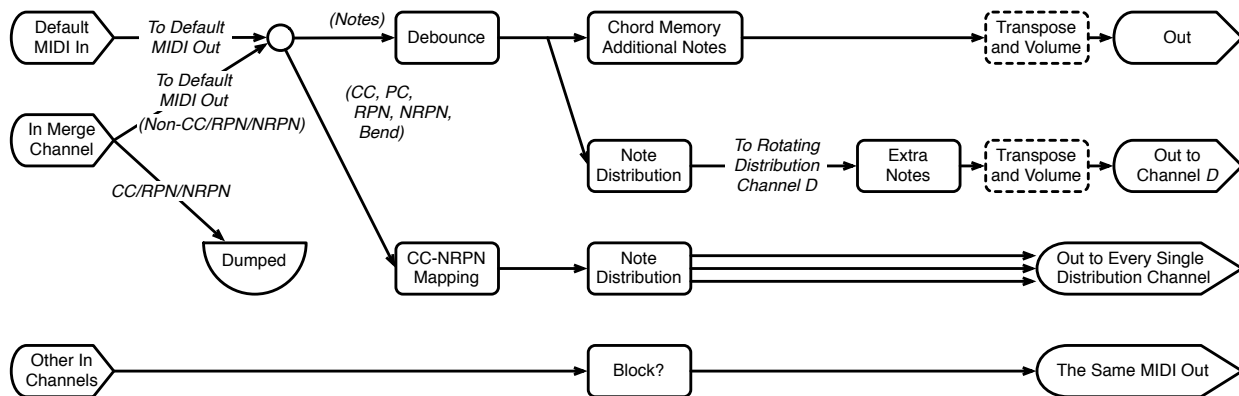 Default
MIDI In
To Default
MIDI Out
(Notes)
Debounce
Chord Memory
Additional Notes
Transpose
and Volume
Out
To Default
MIDI Out
(Non-CC/RPN/NRPN)
(CC, PC,
RPN, NRPN,
Bend)
In Merge
Channel
Note
Distribution
To Rotating
Distribution
Channel D
Extra
Notes
Transpose
and Volume
Out to
Channel D
CC/RPN/NRPN
Dumped
CC-NRPN
Mapping
Note
Distribution
Out to Every Single
Distribution Channel
Other In
Channels
Block?
The Same MIDI Out